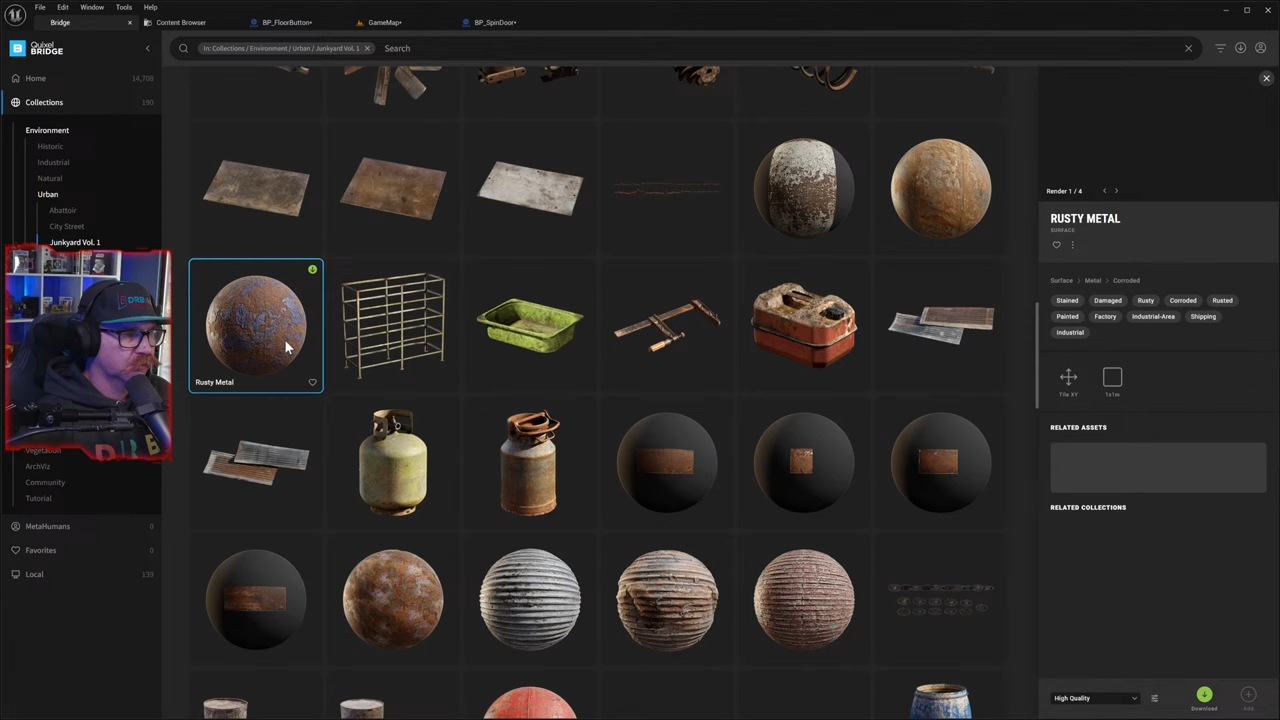 File Edit Window Tools Help
Bridge Content Browser BP_FloorButton• GameMap• BP_SpinDoor•
Quixel
BRIDGE
In: Collections / Environment / Urban / Junkyard Vol. 1 Search
Home 14,708
Collections 190
Environment
Historic
Industrial
Natural
Urban
Abattoir
City Street
Junkyard Vol. 1
Vegetation
ArchViz
Community
Tutorial
MetaHumans 0
Favorites 0
Local 139
Rusty Metal
Render 1 / 4
RUSTY METAL
SURFACE
Surface > Metal > Corroded
Stained Damaged Rusty Corroded Rusted
Painted Factory Industrial-Area Shipping
Industrial
Tile XY 1x1m
RELATED ASSETS
RELATED COLLECTIONS
High Quality
Download Add